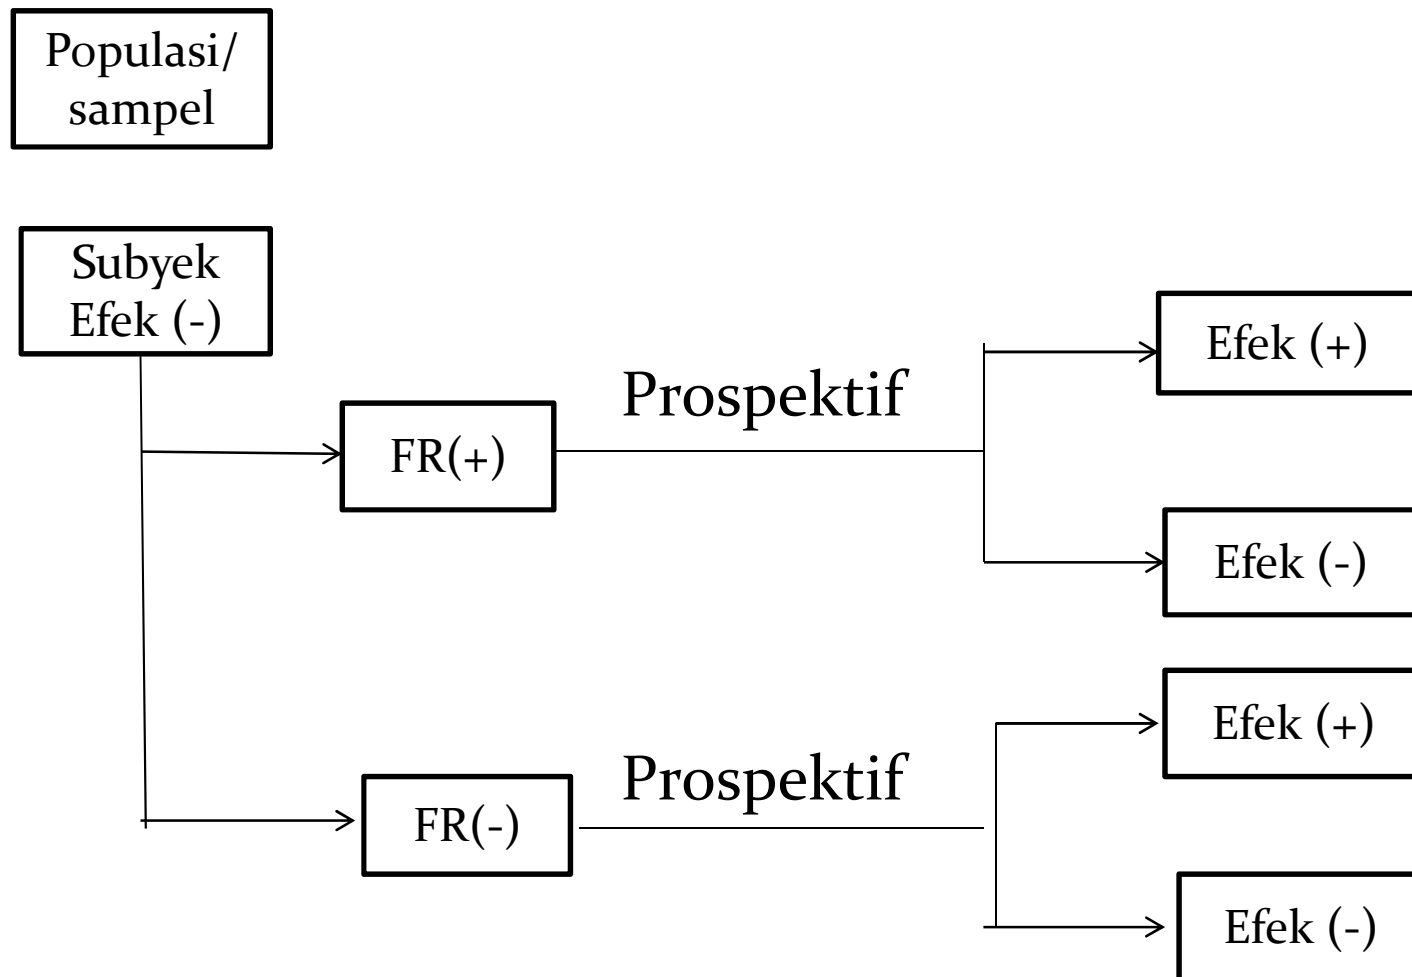 Populasi/
sampel
Subyek
Efek (-)
FR(+)
Prospektif
Efek (+)
Efek (-)
FR(-)
Prospektif
Efek (+)
Efek (-)